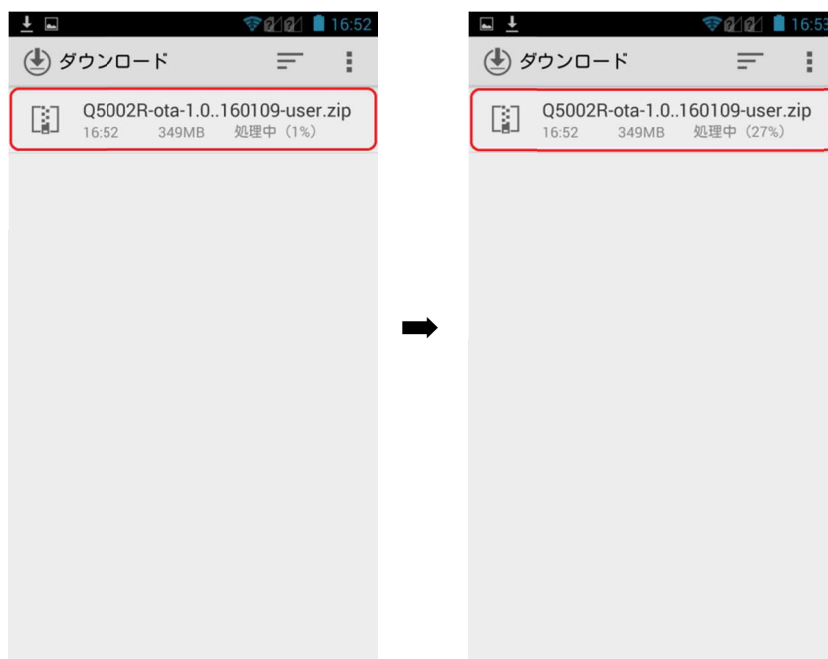 16:52
ダウンロード
Q5002R-ota-1.0..160109-user.zip
16:52 349MB 処理中（1%）
16:53
ダウンロード
Q5002R-ota-1.0..160109-user.zip
16:52 349MB 処理中（27%）